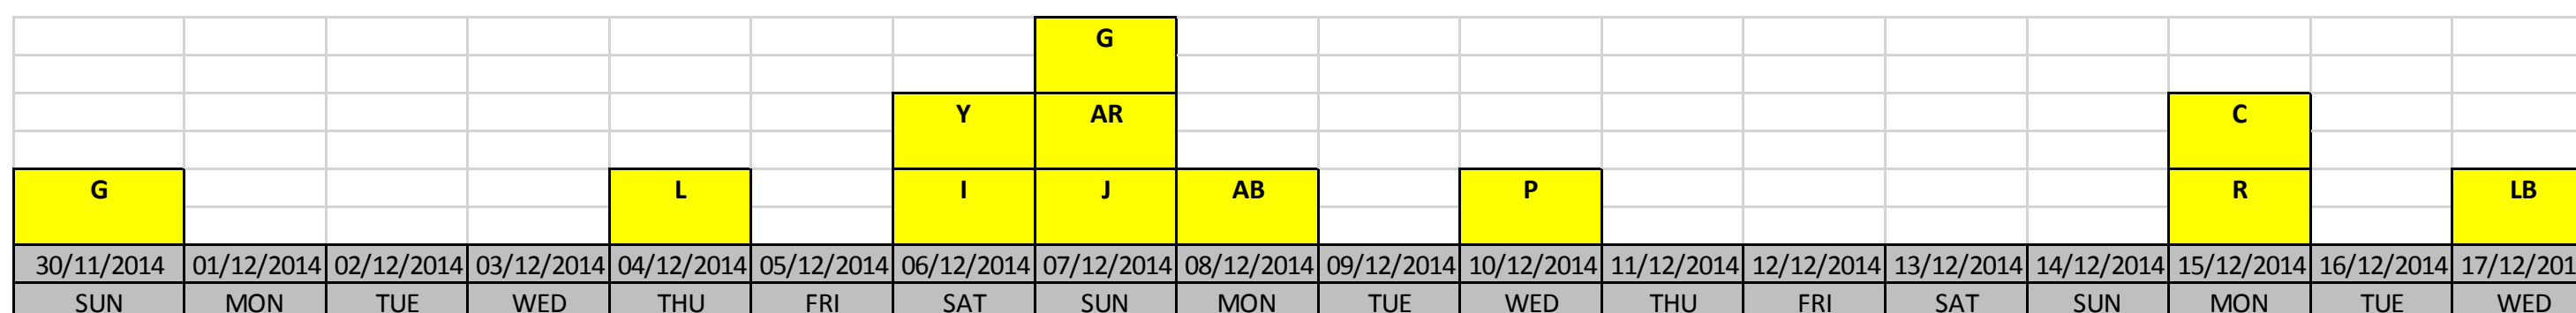 G
Y AR C
G L I J AB P R LB
30/11/2014 01/12/2014 02/12/2014 03/12/2014 04/12/2014 05/12/2014 06/12/2014 07/12/2014 08/12/2014 09/12/2014 10/12/2014 11/12/2014 12/12/2014 13/12/2014 14/12/2014 15/12/2014 16/12/2014 17/12/201
SUN MON TUE WED THU FRI SAT SUN MON TUE WED THU FRI SAT SUN MON TUE WED